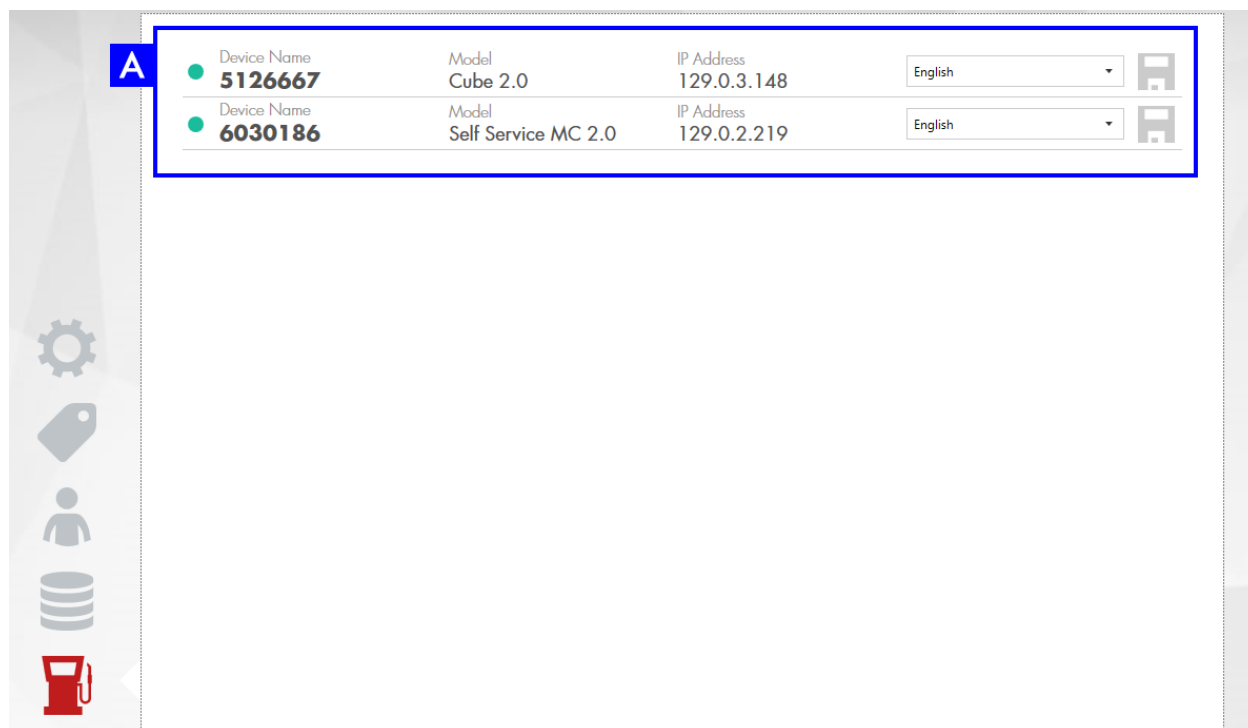 A
Device Name Model IP Address
5126667 Cube 2.0 129.0.3.148 English
Device Name Model IP Address
6030186 Self Service MC 2.0 129.0.2.219 English